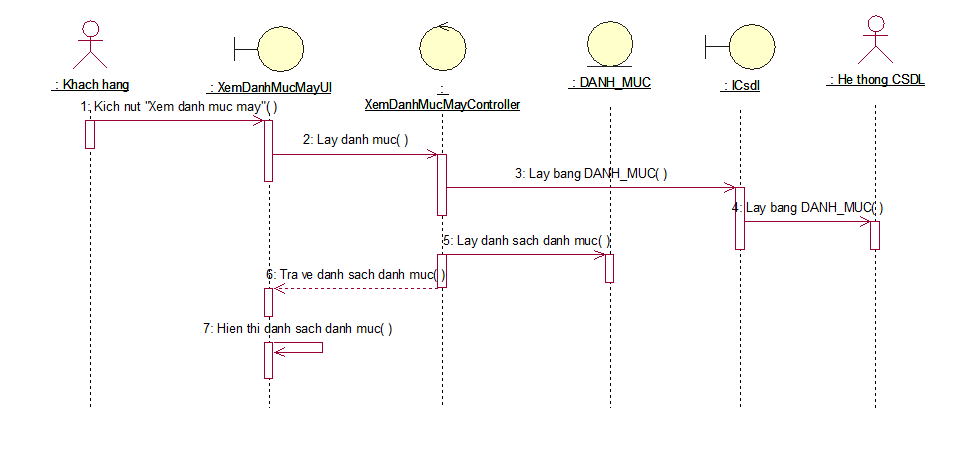 : Khach hang
: XemDanhMucMayUI
:
XemDanhMucMayController
: DANH_MUC
: ICsdl
: He thong CSDL
1: Kich nut "Xem danh muc may"( )
2: Lay danh muc( )
3: Lay bang DANH_MUC( )
4: Lay bang DANH_MUC( )
5: Lay danh sach danh muc( )
6: Tra ve danh sach danh muc( )
7: Hien thi danh sach danh muc( )